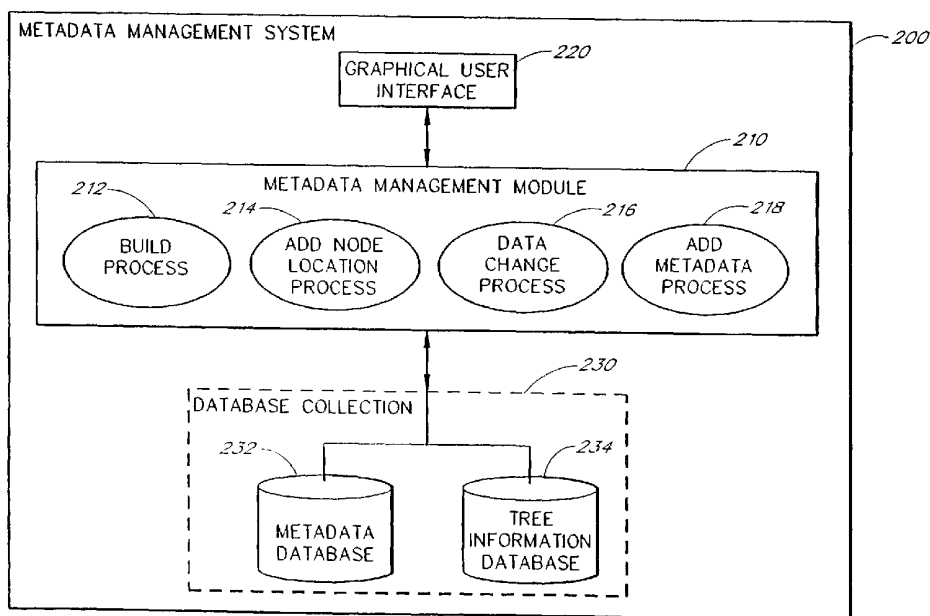 METADATA MANAGEMENT SYSTEM
200
220
GRAPHICAL USER
INTERFACE
210
METADATA MANAGEMENT MODULE
212
BUILD
PROCESS
214
ADD NODE
LOCATION
PROCESS
216
DATA
CHANGE
PROCESS
218
ADD
METADATA
PROCESS
230
DATABASE COLLECTION
232
METADATA
DATABASE
234
TREE
INFORMATION
DATABASE